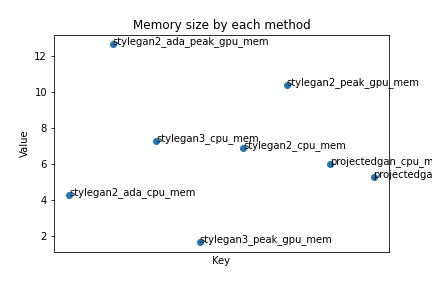 Memory size by each method
stylegan2_ada_peak_gpu_mem
12
stylegan2_peak_gpu_mem
10
8
stylegan3_cpu_mem
stylegan2_cpu_mem
projectedgan_cpu_m
6
projectedga
stylegan2_ada_cpu_mem
4
stylegan3_peak_gpu_mem
2
Value
Key